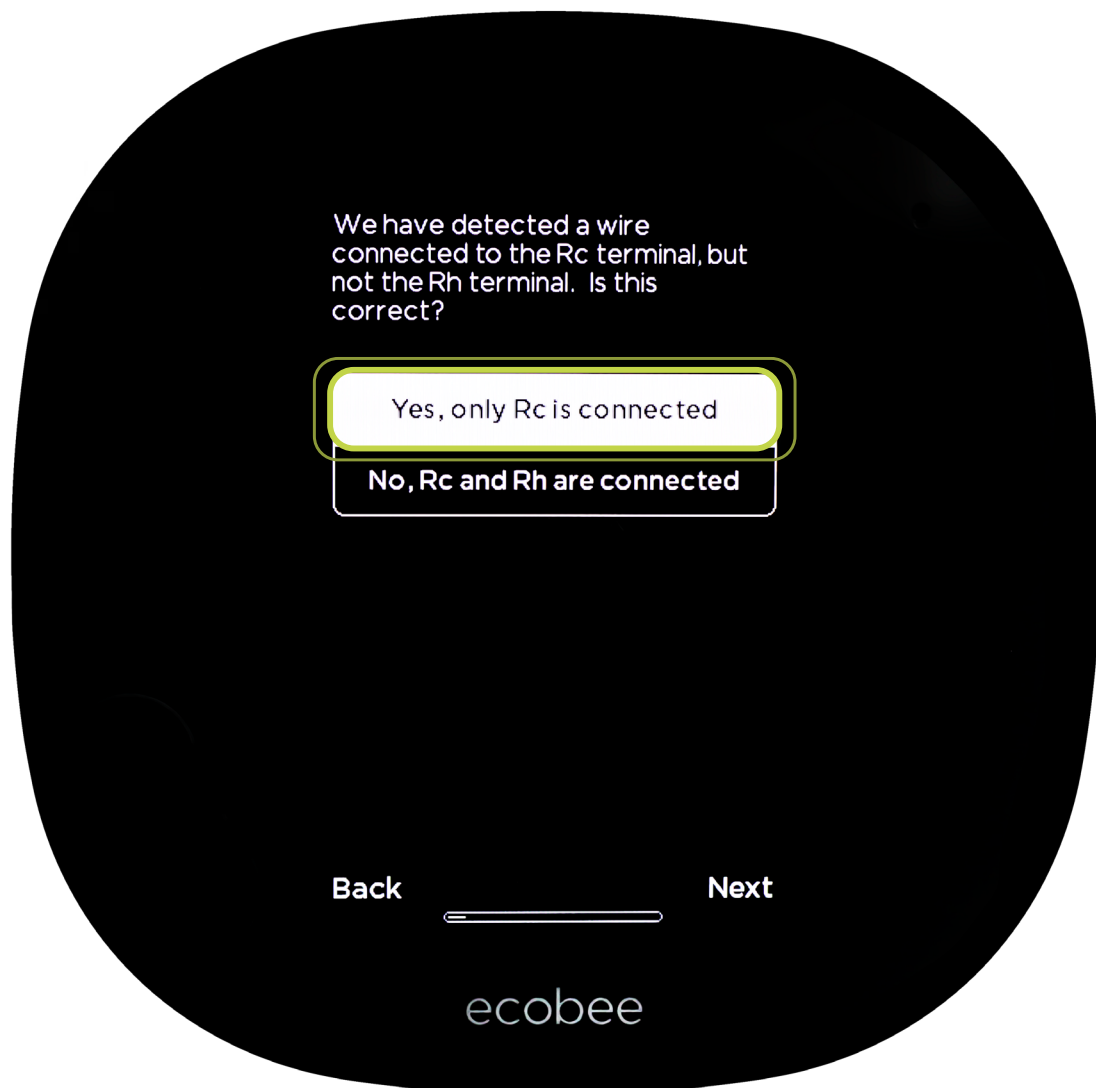 We have detected a wire
connected to the Rc terminal, but
not the Rh terminal. Is this
correct?
Yes, only Rc is connected
No, Rc and Rh are connected
Back
Next
ecobee